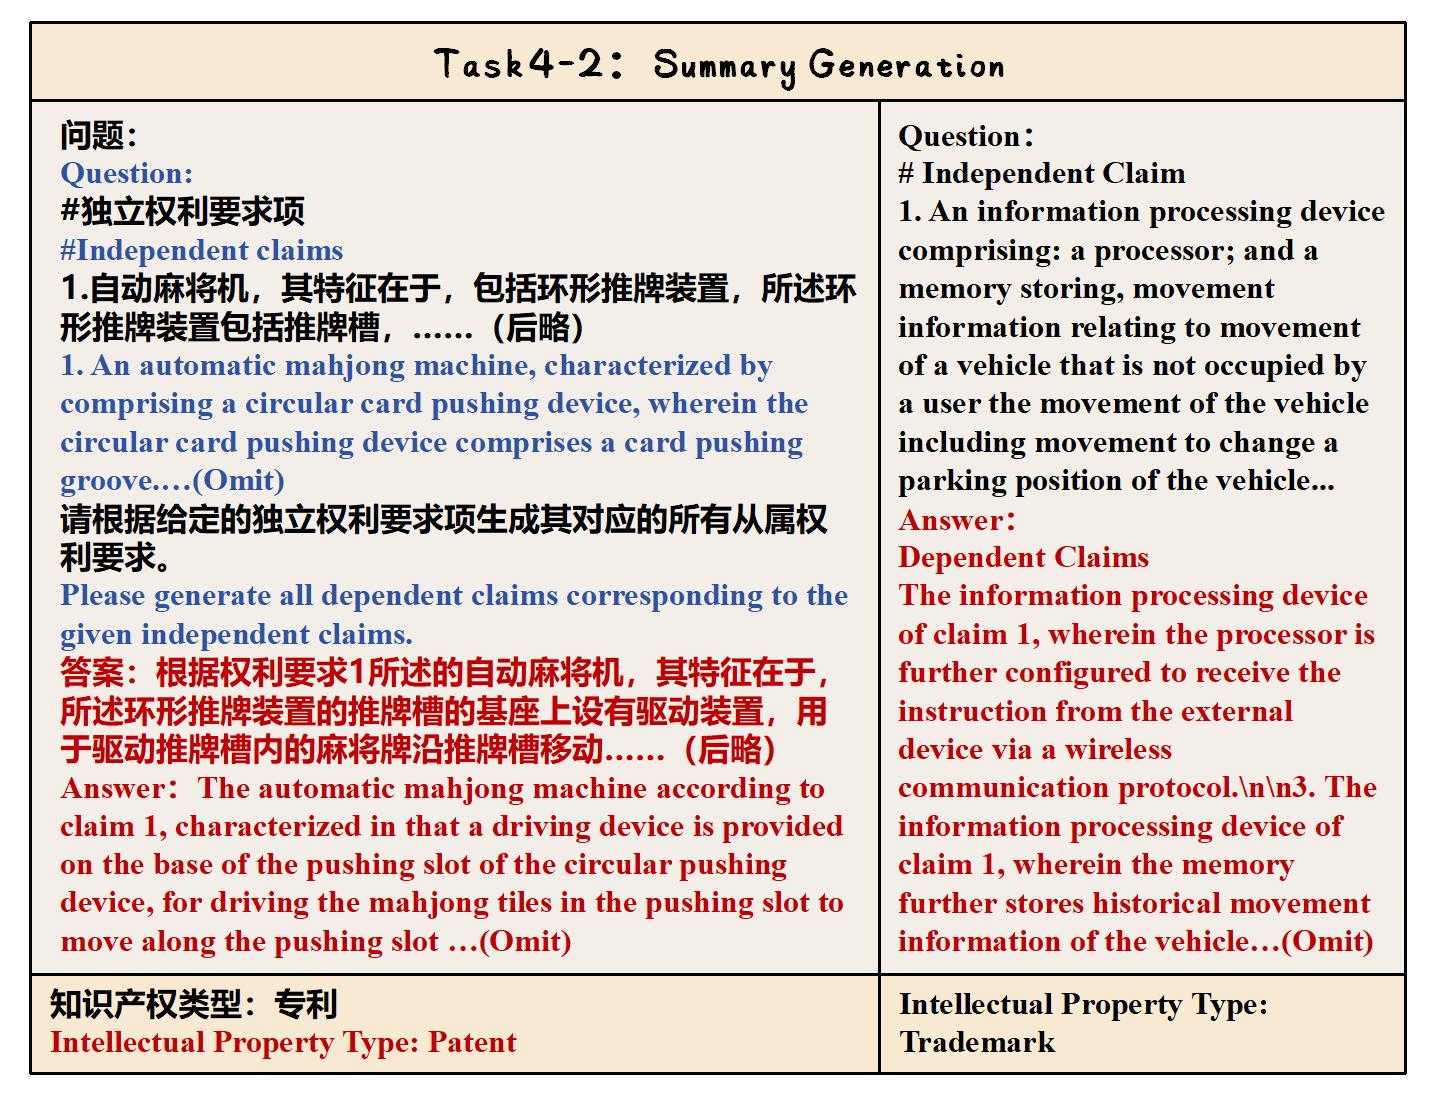 Task4-2: Summary Generation
问题：
Question:
#独立权利要求项
#Independent claims
1.自动麻将机，其特征在于，包括环形推牌装置，所述环
形推牌装置包括推牌槽，……（后略）
1. An automatic mahjong machine, characterized by
comprising a circular card pushing device, wherein the
circular card pushing device comprises a card pushing
groove.…(Omit)
请根据给定的独立权利要求项生成其对应的所有从属权
利要求。
Please generate all dependent claims corresponding to the
given independent claims.
答案：根据权利要求1所述的自动麻将机，其特征在于，
所述环形推牌装置的推牌槽的基座上设有驱动装置，用
于驱动推牌槽内的麻将牌沿推牌槽移动……（后略）
Answer：The automatic mahjong machine according to
claim 1, characterized in that a driving device is provided
on the base of the pushing slot of the circular pushing
device, for driving the mahjong tiles in the pushing slot to
move along the pushing slot …(Omit)
Question：
# Independent Claim
1. An information processing device
comprising: a processor; and a
memory storing, movement
information relating to movement
of a vehicle that is not occupied by
a user the movement of the vehicle
including movement to change a
parking position of the vehicle...
Answer：
Dependent Claims
The information processing device
of claim 1, wherein the processor is
further configured to receive the
instruction from the external
device via a wireless
communication protocol.\n\n3. The
information processing device of
claim 1, wherein the memory
further stores historical movement
information of the vehicle…(Omit)
知识产权类型：专利
Intellectual Property Type: Patent
Intellectual Property Type:
Trademark